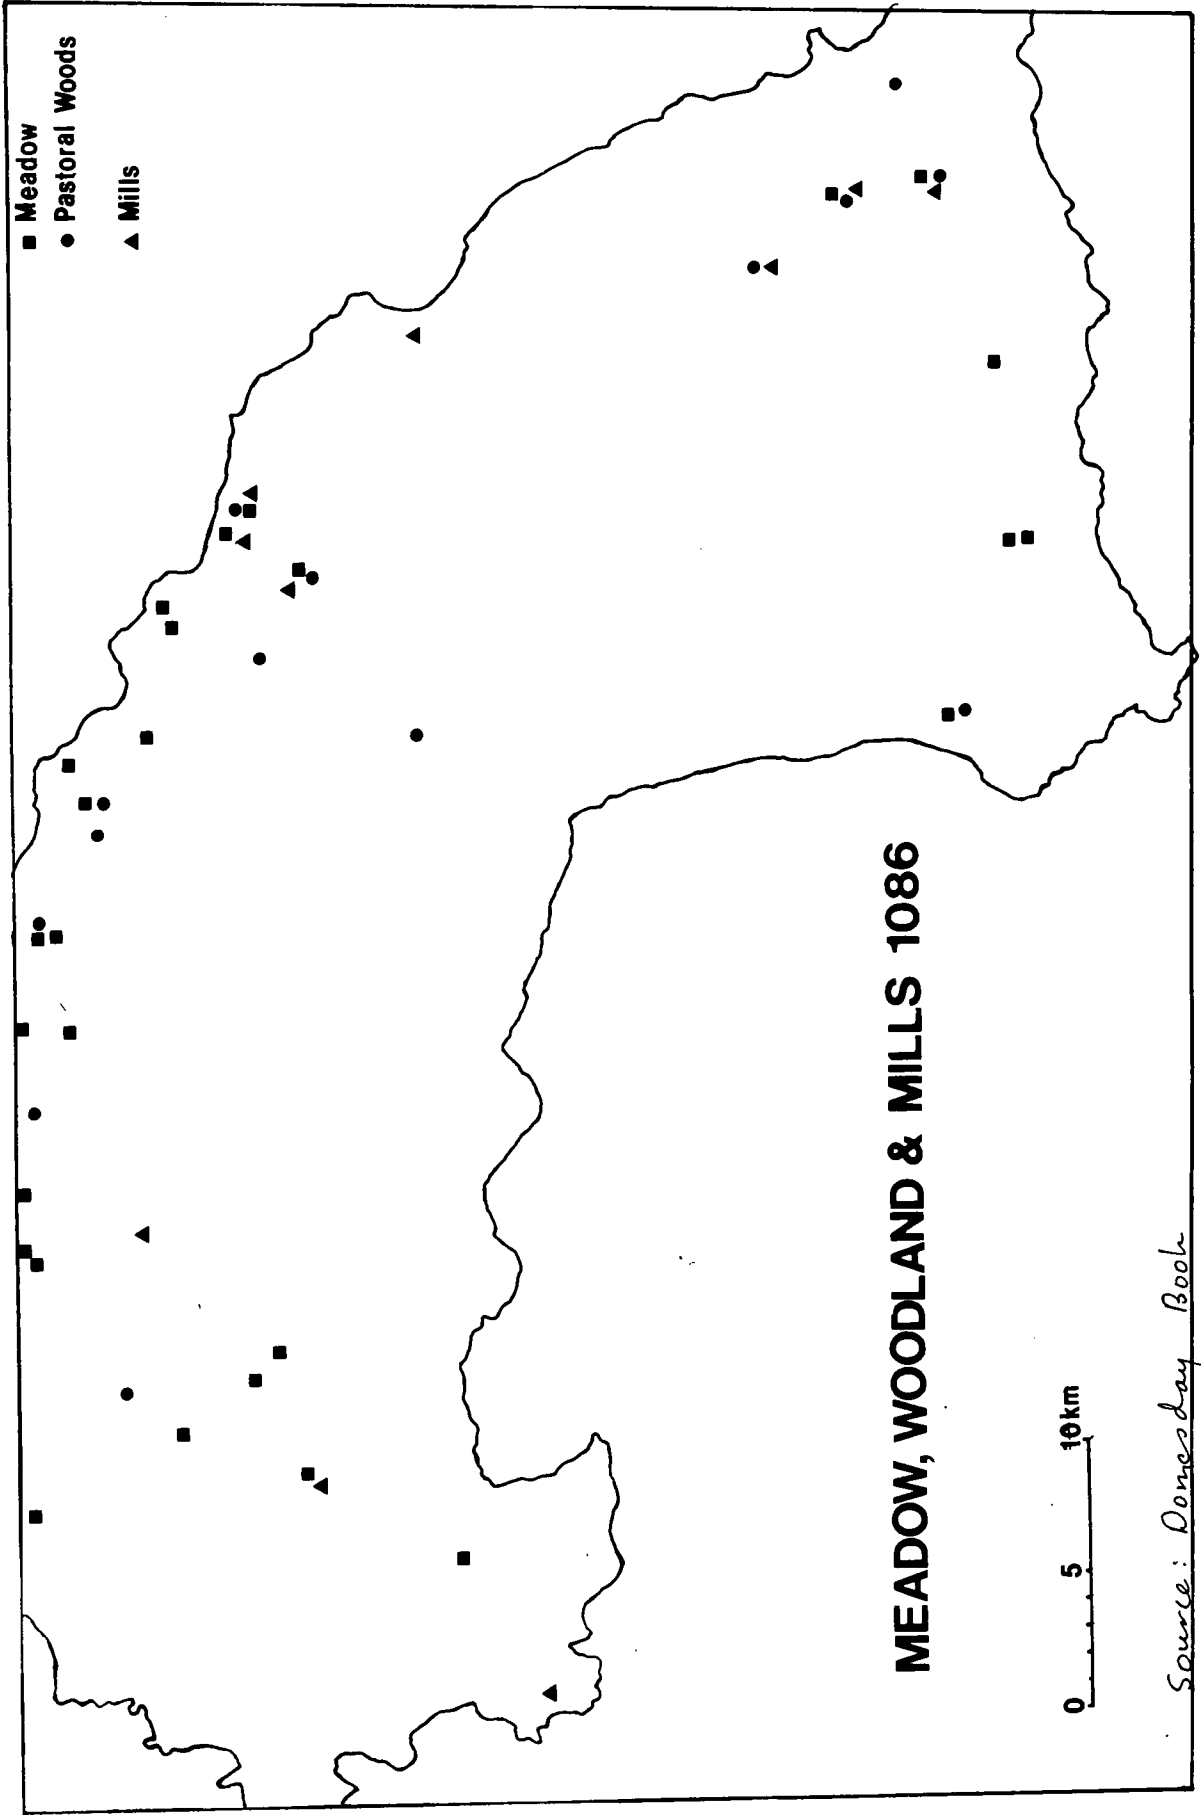 ■ Meadow
● Pastoral Woods
▲ Mills
MEADOW, WOODLAND & MILLS 1086
0 5 10km
Source: Domesday Book